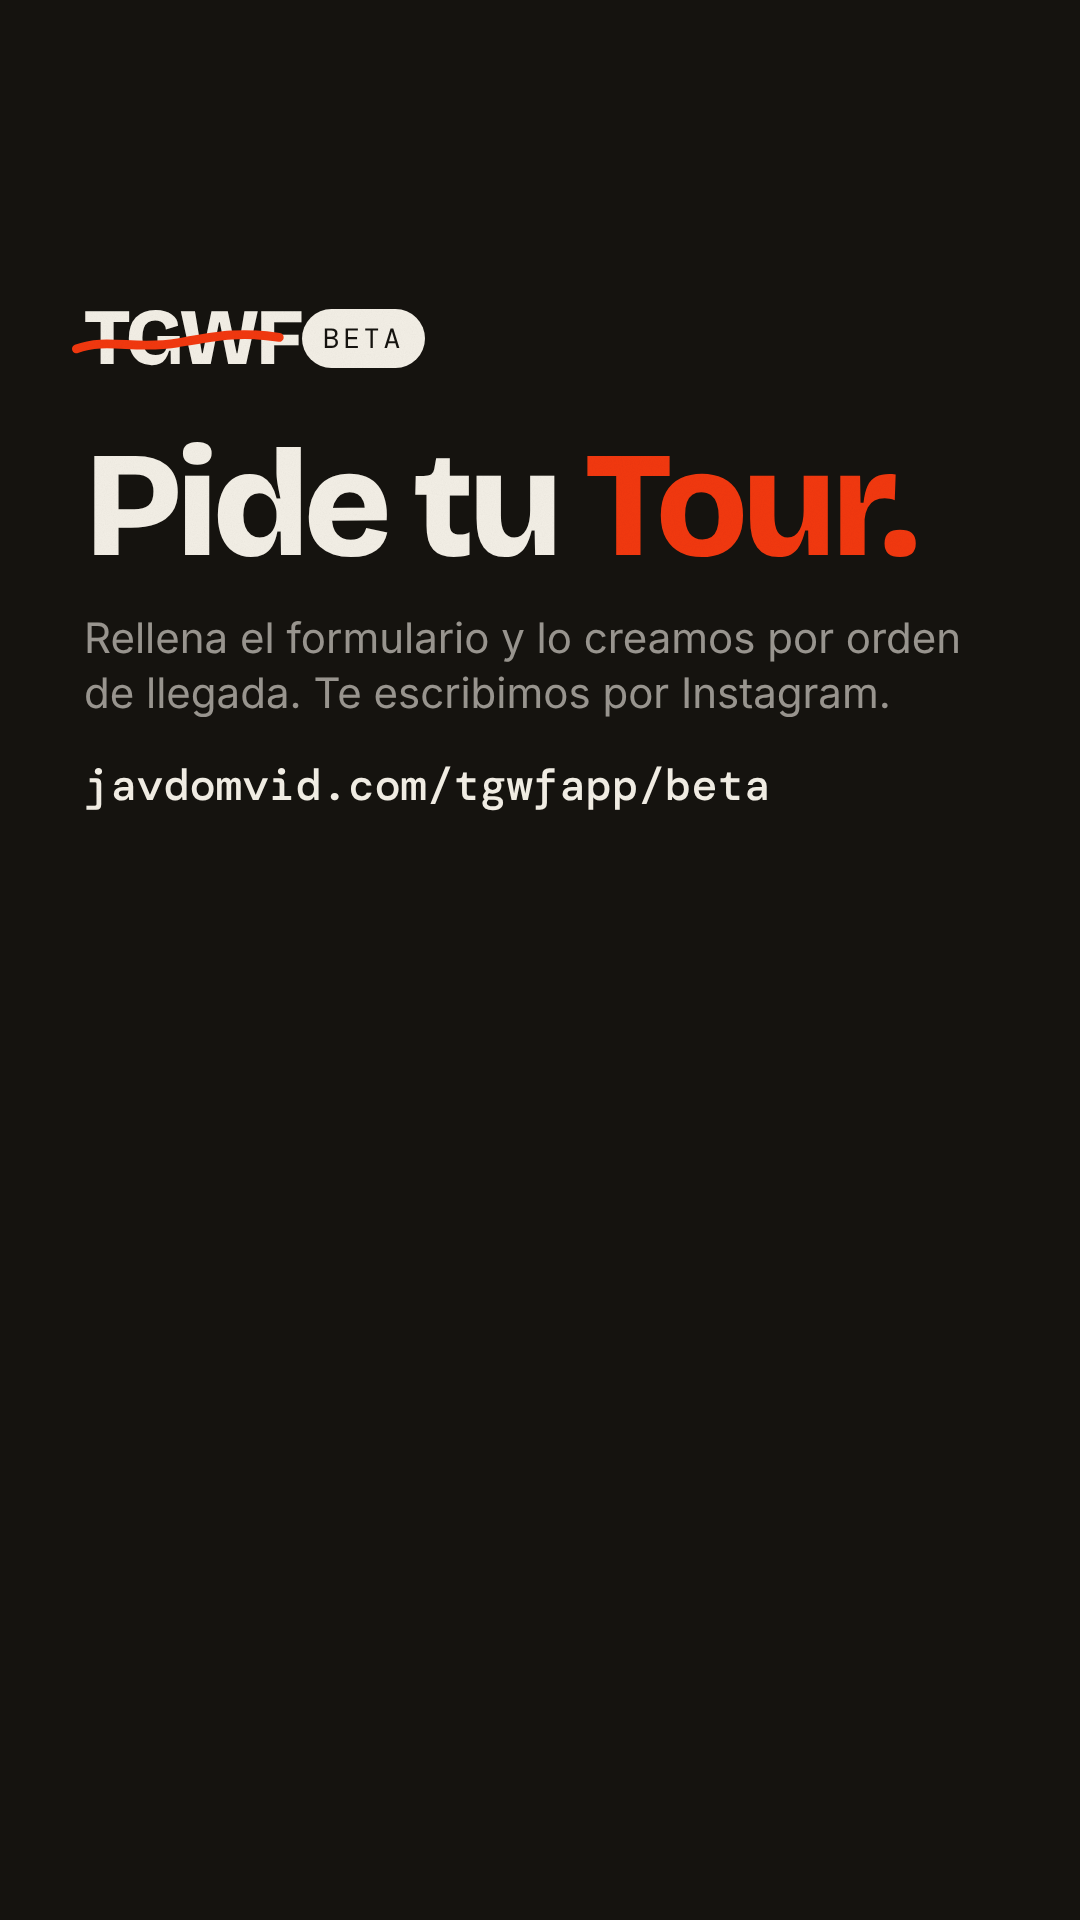 TGWF BETA
Pide tu Tour.
Rellena el formulario y lo creamos por orden
de llegada. Te escribimos por Instagram.
javdomvid.com/tgwfapp/beta